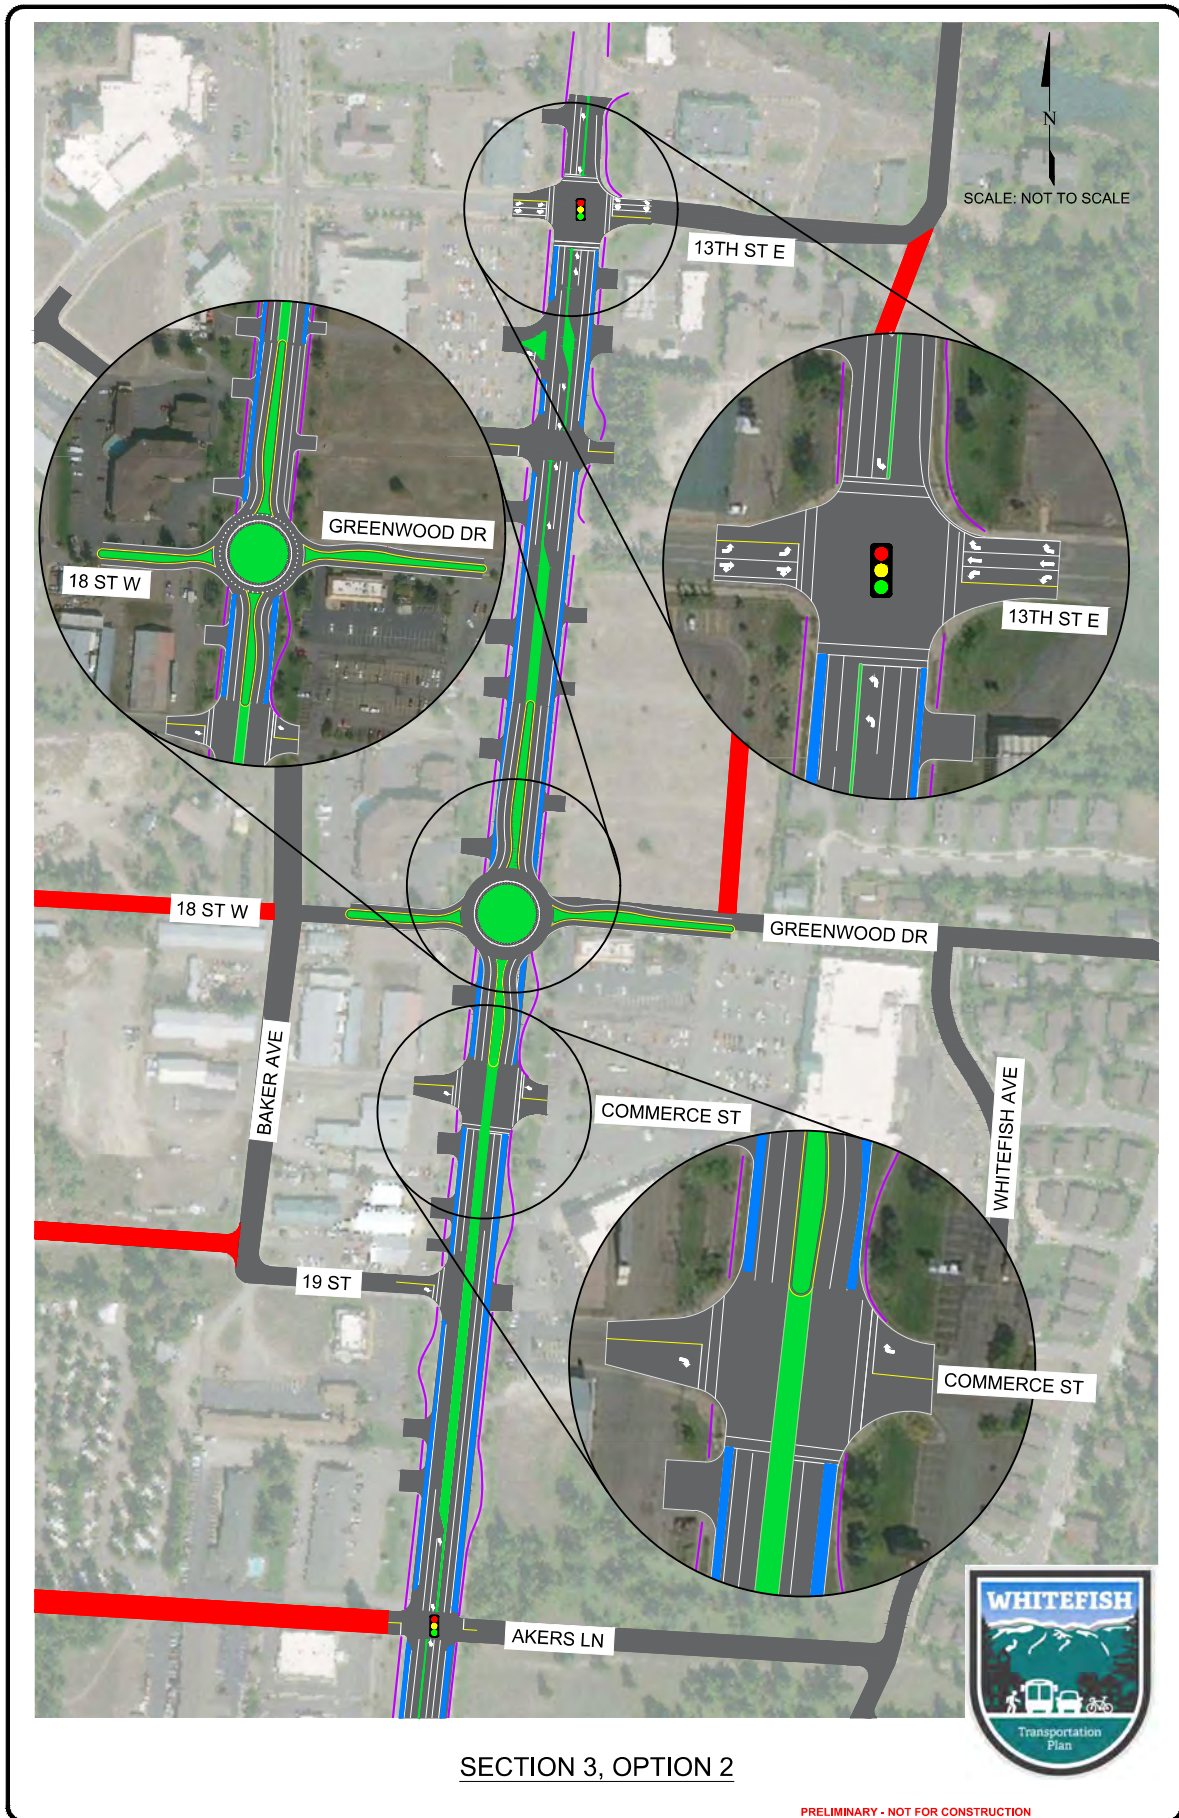 N
SCALE: NOT TO SCALE
13TH ST E
GREENWOOD DR
18 ST W
13TH ST E
18 ST W
GREENWOOD DR
BAKER AVE
WHITEFISH AVE
COMMERCE ST
19 ST
COMMERCE ST
AKERS LN
WHITEFISH
Transportation
Plan
SECTION 3, OPTION 2
PRELIMINARY - NOT FOR CONSTRUCTION